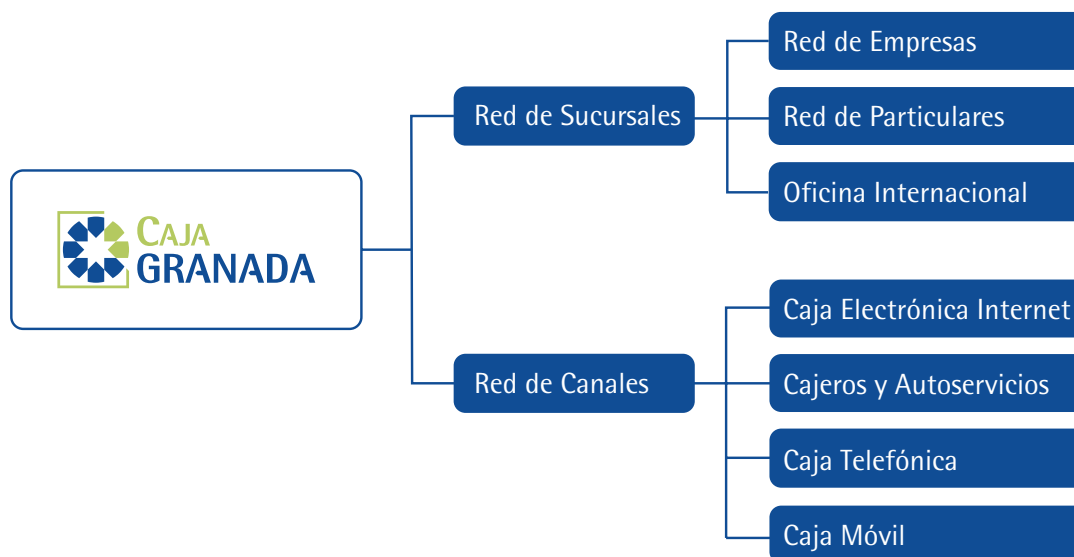 CAJA
GRANADA
Red de Sucursales
Red de Empresas
Red de Particulares
Oficina Internacional
Red de Canales
Caja Electrónica Internet
Cajeros y Autoservicios
Caja Telefónica
Caja Móvil